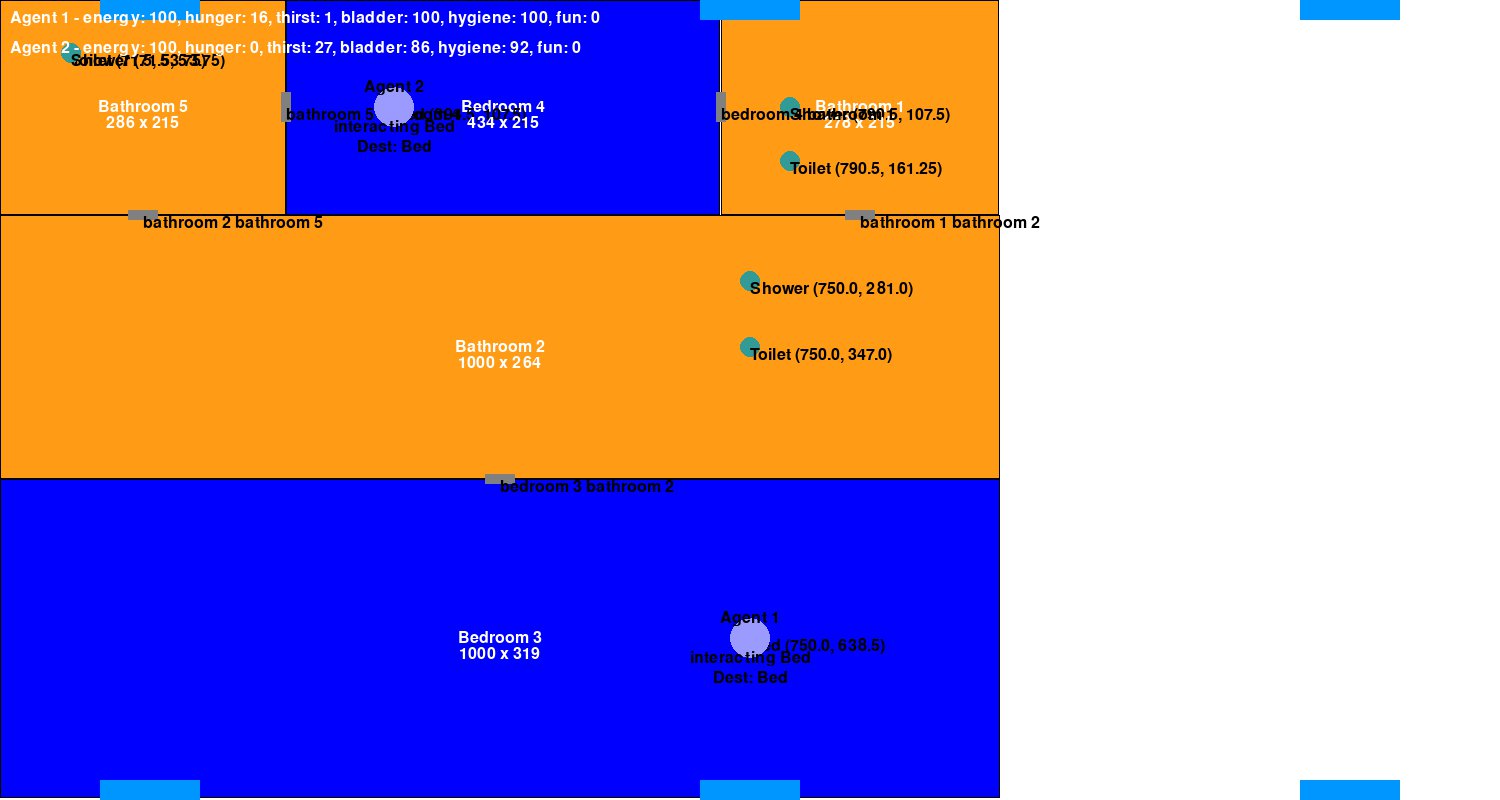 Agent 1 - energy: 100, hunger: 16, thirst: 1, bladder: 100, hygiene: 100, fun: 0
Agent 2 - energy: 100, hunger: 0, thirst: 27, bladder: 86, hygiene: 92, fun: 0
Agent 2
Bathroom 5
286 x 215
Bedroom 4
434 x 215
Bathroom 1
278 x 215
bathroom 5
bedroom 4 bathroom 1
Shower (790.5, 107.5)
Interacting Bed
Dest: Bed
Toilet (790.5, 161.25)
bathroom 2 bathroom 5
bathroom 1 bathroom 2
Shower (750.0, 281.0)
Bathroom 2
1000 x 264
Toilet (750.0, 347.0)
bedroom 3 bathroom 2
Agent 1
Bedroom 3
1000 x 319
(750.0, 638.5)
Interacting Bed
Dest: Bed